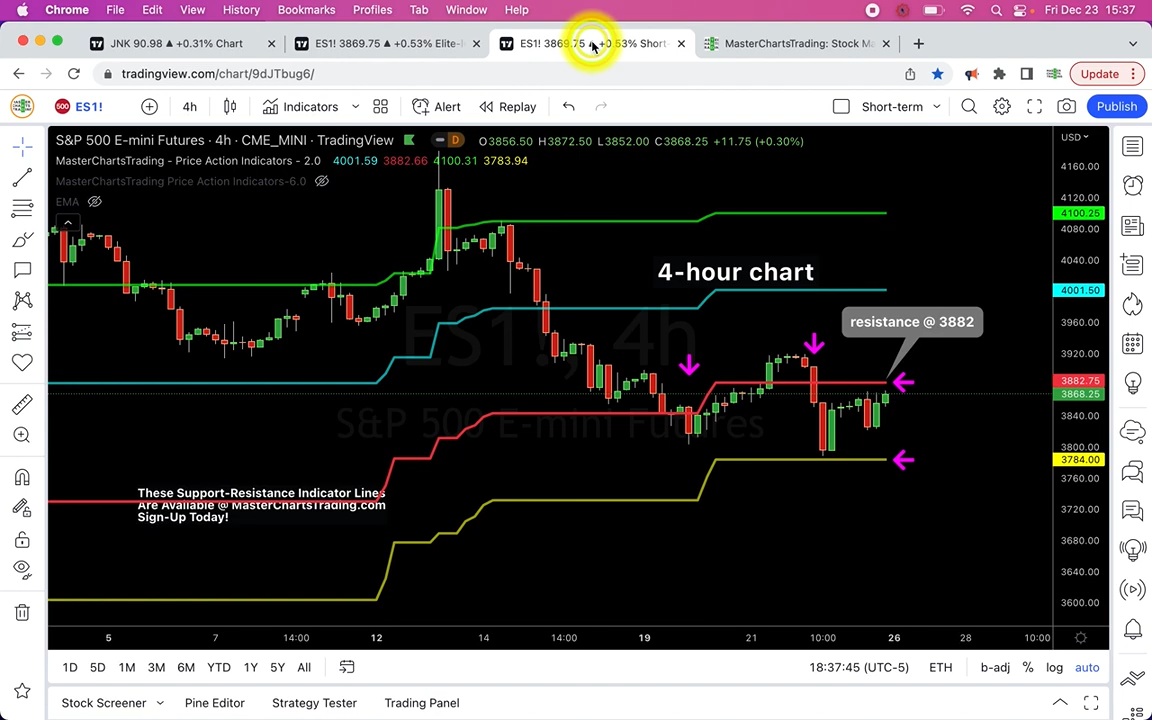 Chrome File Edit View History Bookmarks Profiles Tab Window Help Fri Dec 23 15:37
JNK 90.98 ▲ +0.31% Chart
ES1! 3869.75 ▲ +0.53% Elite-
ES1! 3869.75 ▲ +0.53% Short-
MasterChartsTrading: Stock Ma
tradingview.com/chart/9dJTbug6/
Update
500 ES1! 4h Indicators Alert Replay Short-term Publish
S&P 500 E-mini Futures · 4h · CME_MINI · TradingView D O3856.50 H3872.50 L3852.00 C3868.25 +11.75 (+0.30%)
MasterChartsTrading - Price Action Indicators - 2.0 4001.59 3882.66 4100.31 3783.94
MasterChartsTrading Price Action Indicators-6.0
EMA
USD
4160.00
4120.00
4100.25
4080.00
4040.00
4001.50
3960.00
3920.00
3882.75
3868.25
3840.00
3800.00
3784.00
3760.00
3720.00
3680.00
3640.00
3600.00
4-hour chart
resistance @ 3882
ES1!, 4h
S&P 500 E-mini Futures
These Support-Resistance Indicator Lines
Are Available @ MasterChartsTrading.com
Sign-Up Today!
5 7 14:00 12 14 14:00 19 21 10:00 26 28 10:00
1D 5D 1M 3M 6M YTD 1Y 5Y All 18:37:45 (UTC-5) ETH b-adj % log auto
Stock Screener Pine Editor Strategy Tester Trading Panel